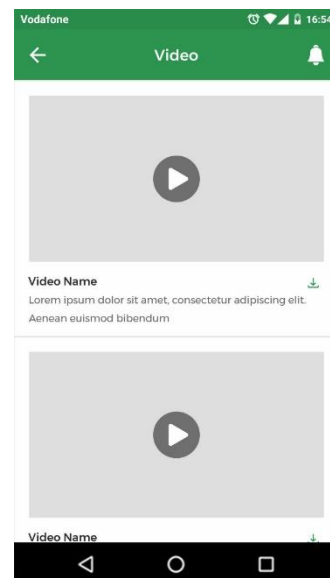 Vodafone 16:54
Video
Video Name
Lorem ipsum dolor sit amet, consectetur adipiscing elit.
Aenean euismod bibendum
Video Name